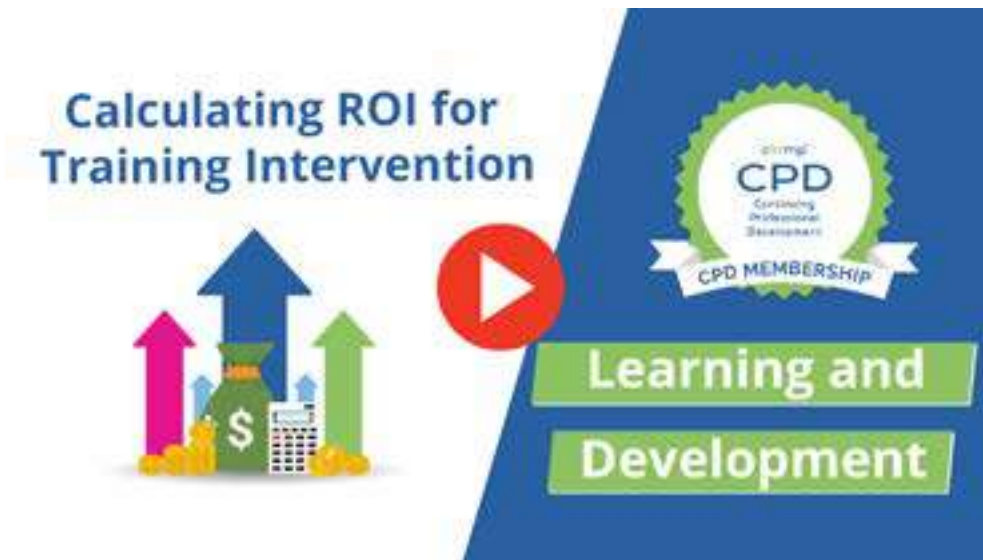 Calculating ROI for
Training Intervention
$
CPD
Continuing
Professional
Development
CPD MEMBERSHIP
Learning and
Development